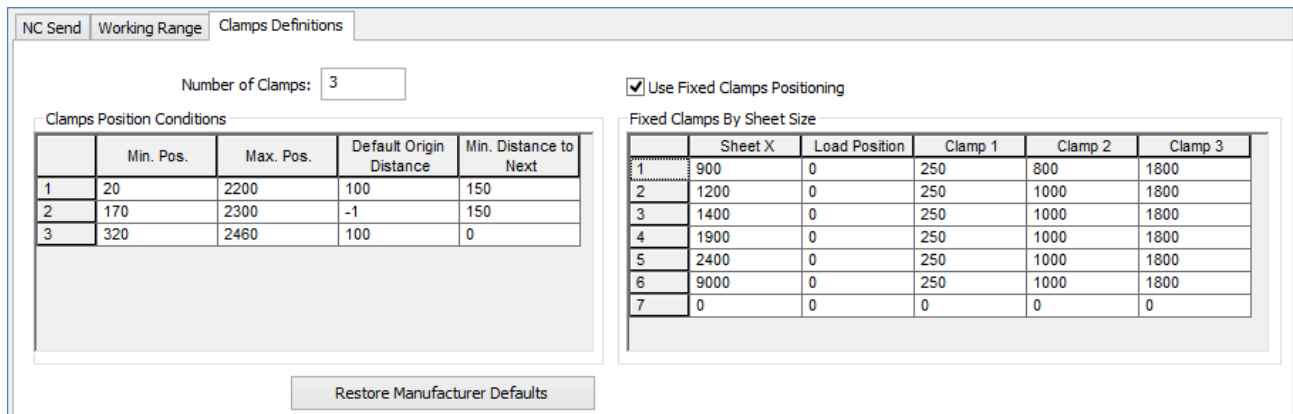 NC Send Working Range Clamps Definitions
Number of Clamps: 3
Use Fixed Clamps Positioning
Clamps Position Conditions
Min. Pos. Max. Pos. Default Origin Distance Min. Distance to Next
1 20 2200 100 150
2 170 2300 -1 150
3 320 2460 100 0
Fixed Clamps By Sheet Size
Sheet X Load Position Clamp 1 Clamp 2 Clamp 3
1 900 0 250 800 1800
2 1200 0 250 1000 1800
3 1400 0 250 1000 1800
4 1900 0 250 1000 1800
5 2400 0 250 1000 1800
6 9000 0 250 1000 1800
7 0 0 0 0 0
Restore Manufacturer Defaults